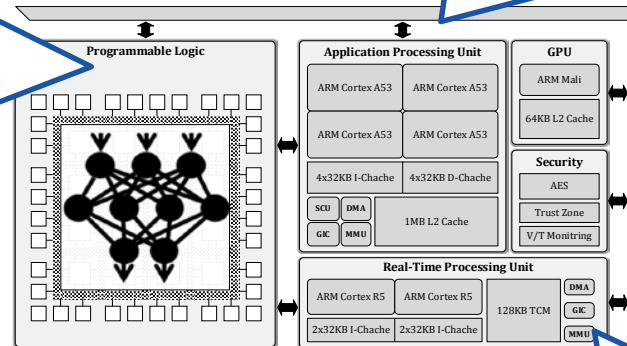 Programmable Logic
Application Processing Unit
ARM Cortex A53
ARM Cortex A53
ARM Cortex A53
ARM Cortex A53
4x32KB I-Chache
4x32KB D-Chache
SCU
DMA
GIC
MMU
1MB L2 Cache
GPU
ARM Mali
64KB L2 Cache
Security
AES
Trust Zone
V/T Monitring
Real-Time Processing Unit
ARM Cortex R5
ARM Cortex R5
2x32KB I-Chache
2x32KB I-Chache
128KB TCM
DMA
GIC
MMU